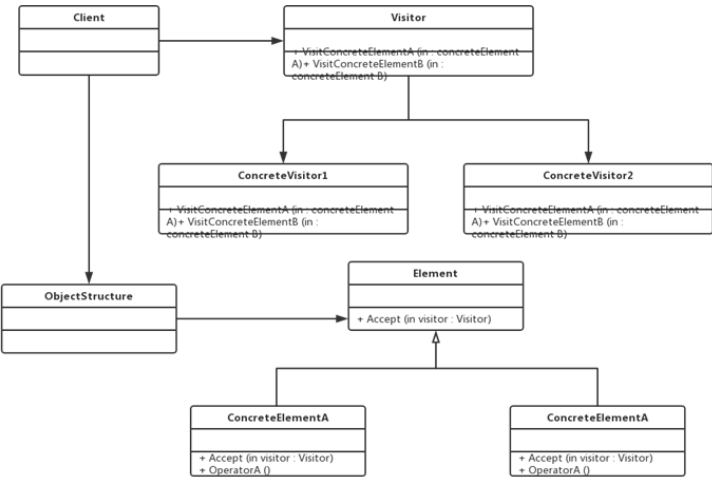 Client
Visitor
+ VisitConcreteElementA (in : concreteElement
A)+ VisitConcreteElementB (in :
concreteElement B)
ConcreteVisitor1
+ VisitConcreteElementA (in : concreteElement
A)+ VisitConcreteElementB (in :
concreteElement B)
ConcreteVisitor2
+ VisitConcreteElementA (in : concreteElement
A)+ VisitConcreteElementB (in :
concreteElement B)
Element
+ Accept (in visitor : Visitor)
ObjectStructure
ConcreteElementA
+ Accept (in visitor : Visitor)
+ OperatorA ()
ConcreteElementA
+ Accept (in visitor : Visitor)
+ OperatorA ()